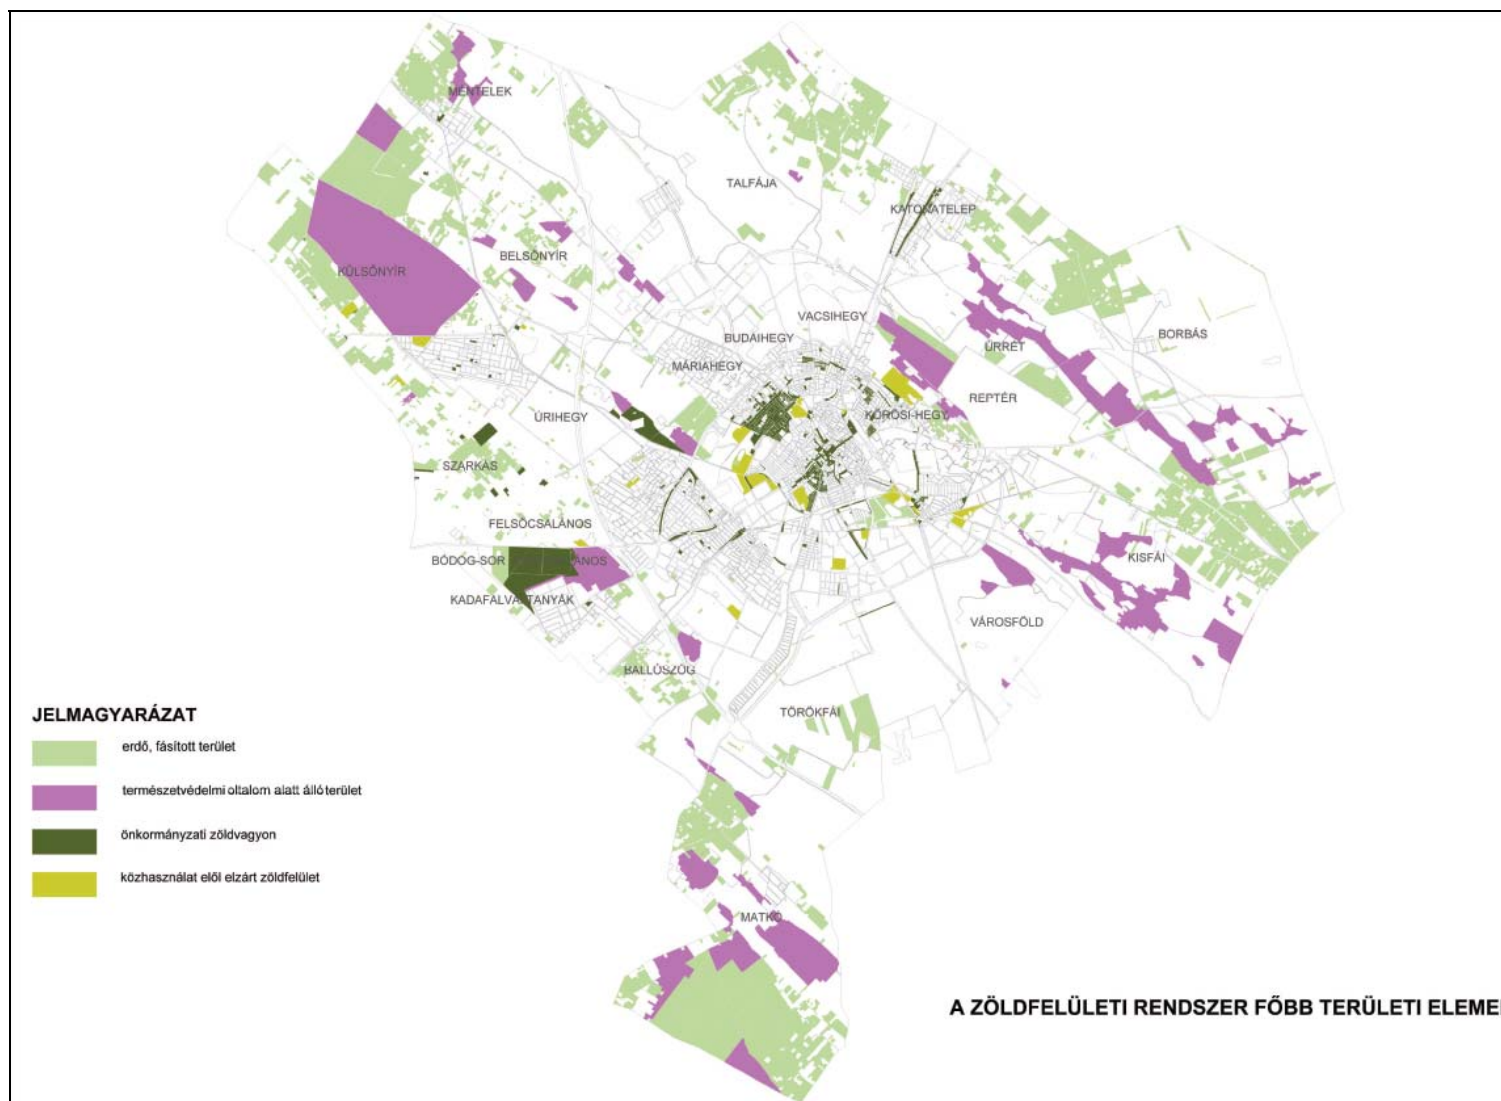 MÉNTELEK
TALFÁJA
KATONATELEP
BELSŐNYÍR
KÜLSŐNYÍR
VACSIHEGY
BUDAIHEGY
MÁRIAHEGY
ÚRRÉT
BORBÁS
REPTÉR
KŐRÖSI-HEGY
ÚRIHEGY
SZARKÁS
FELSŐCSALÁNOS
BÓDOG-SOR
KADAFALVA-TANYÁK
KISFÁI
VÁROSFÖLD
BALLÓSZÖG
TÖRÖKFÁI
MATKÓ
JELMAGYARÁZAT
erdő, fásított terület
természetvédelmi oltalom alatt álló terület
önkormányzati zöldvagyon
közhasználat elől elzárt zöldfelület
A ZÖLDFELÜLETI RENDSZER FŐBB TERÜLETI ELEME